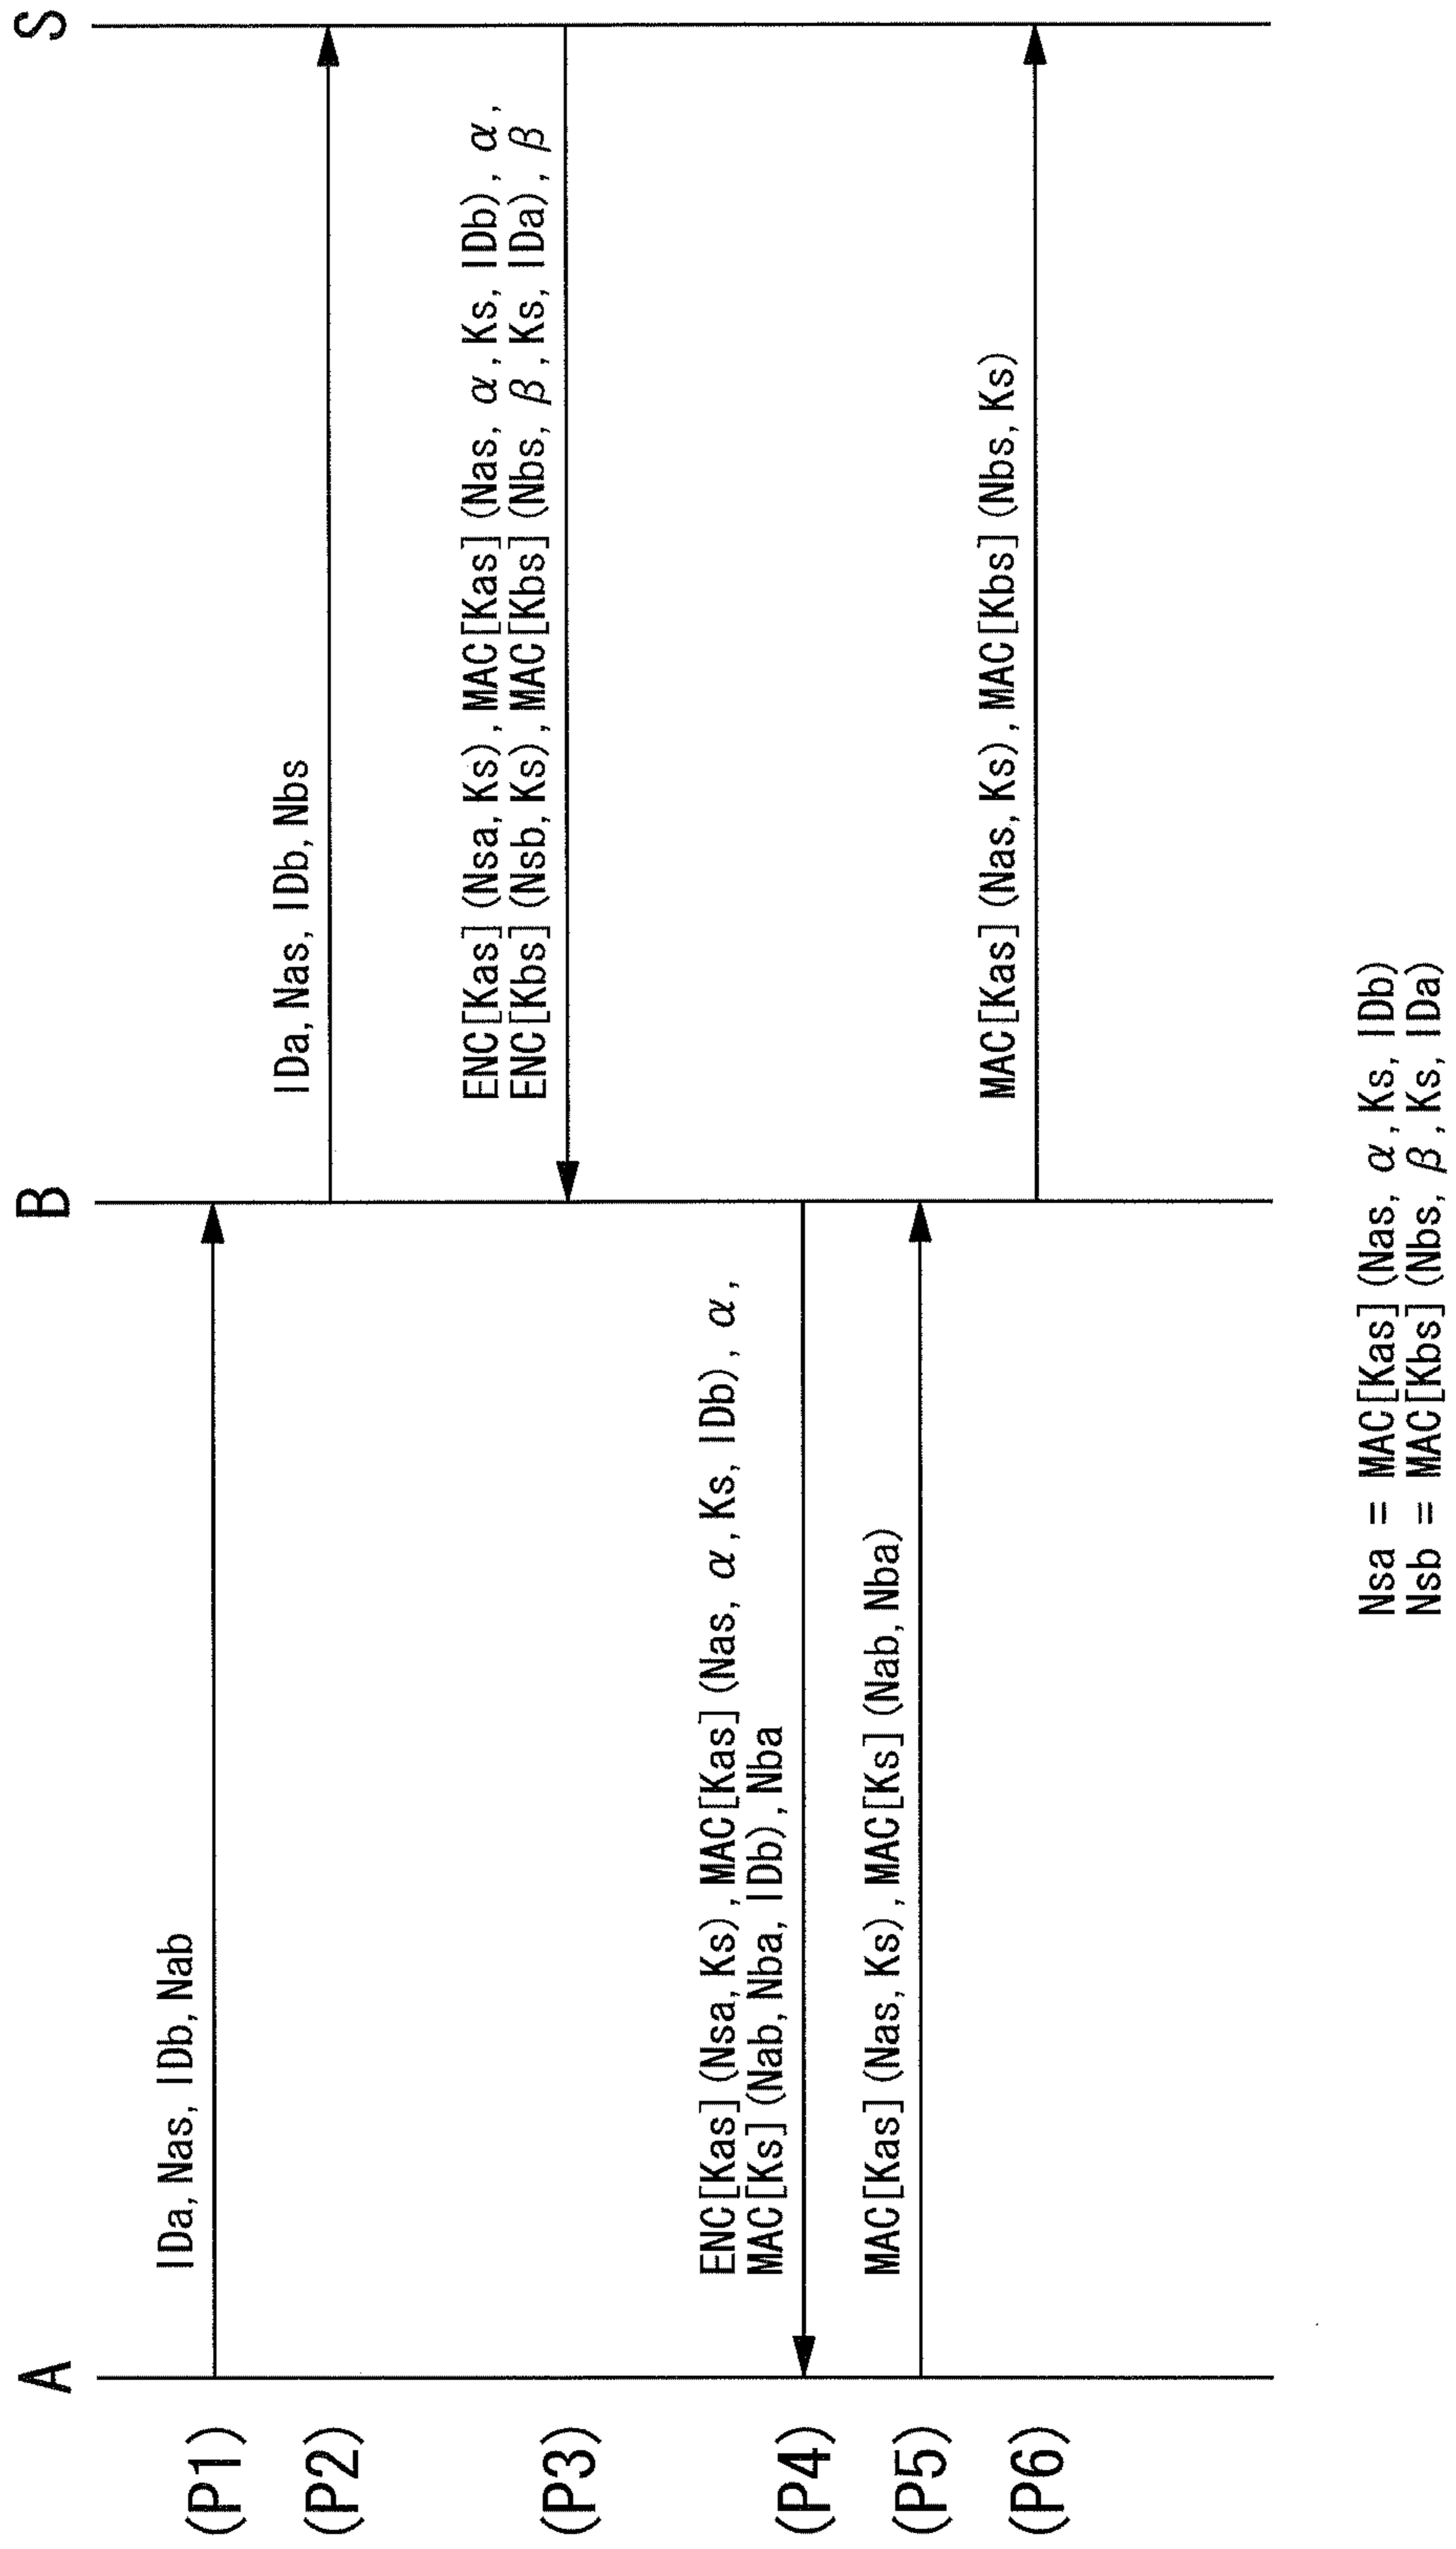 A
B
S
(P1)
IDa, Nas, IDb, Nab
(P2)
IDa, Nas, IDb, Nbs
(P3)
ENC[Kas] (Nsa, Ks), MAC[Kas] (Nas, α, Ks, IDb), α,
ENC[Kbs] (Nsb, Ks), MAC[Kbs] (Nbs, β, Ks, IDa), β
(P4)
ENC[Kas] (Nsa, Ks), MAC[Kas] (Nas, α, Ks, IDb), α,
MAC[Ks] (Nab, Nba, IDb), Nba
(P5)
MAC[Kas] (Nas, Ks), MAC[Ks] (Nab, Nba)
(P6)
MAC[Kas] (Nas, Ks), MAC[Kbs] (Nbs, Ks)
Nsa = MAC[Kas] (Nas, α, Ks, IDb)
Nsb = MAC[Kbs] (Nbs, β, Ks, IDa)